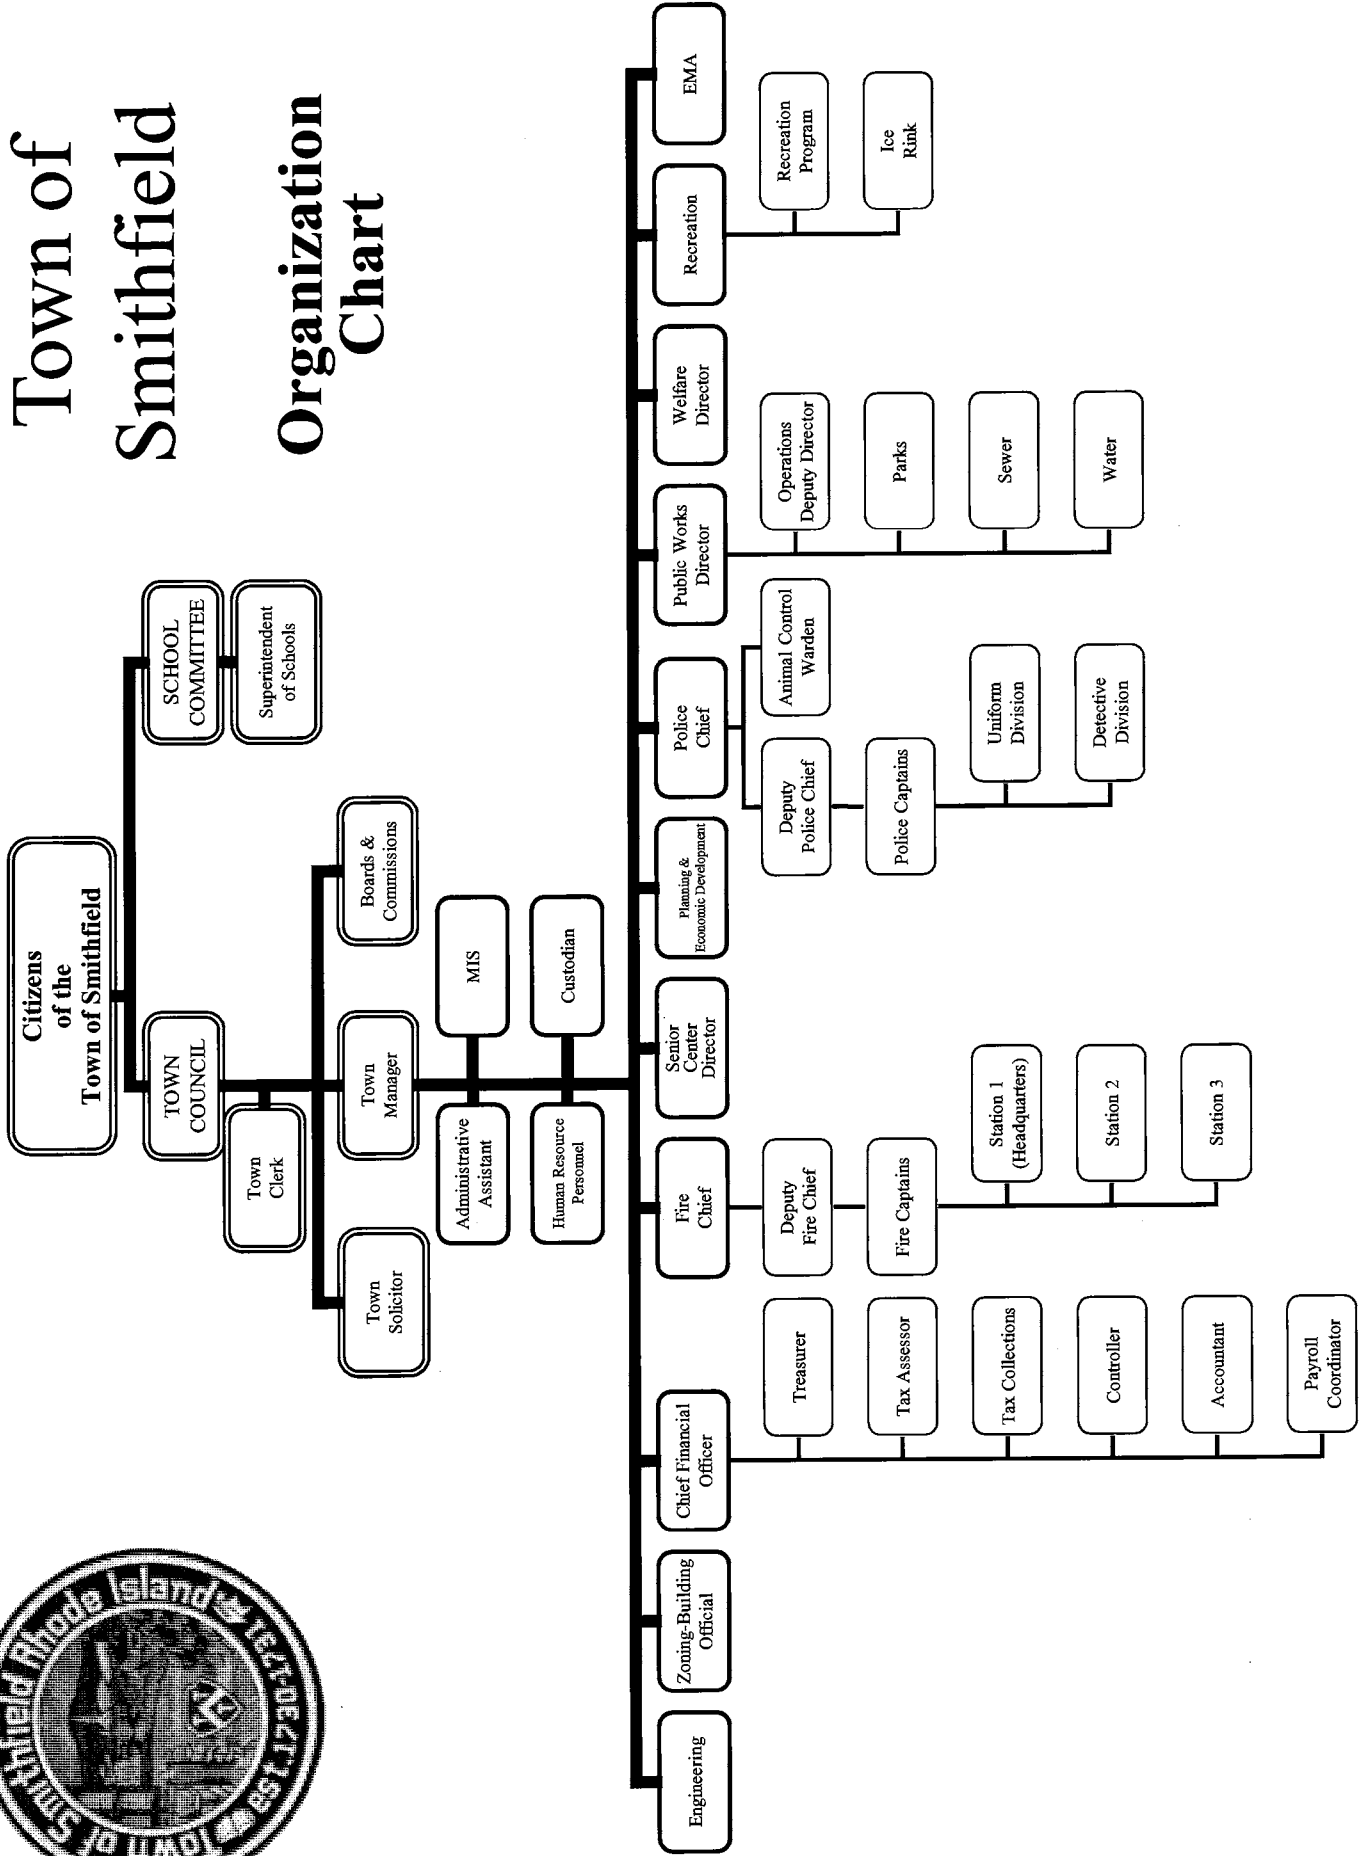 Town of
Smithfield
Organization
Chart
Town of Smithfield Rhode Island
EST. 1730-31
Citizens
of the
Town of Smithfield
TOWN
COUNCIL
SCHOOL
COMMITTEE
Superintendent
of Schools
Town
Clerk
Town
Solicitor
Town
Manager
Boards &
Commissions
Administrative
Assistant
MIS
Human Resource
Personnel
Custodian
Engineering
Zoning-Building
Official
Chief Financial
Officer
Fire
Chief
Senior
Center
Director
Planning &
Economic Development
Police
Chief
Public Works
Director
Welfare
Director
Recreation
EMA
Treasurer
Tax Assessor
Tax Collections
Controller
Accountant
Payroll
Coordinator
Deputy
Fire Chief
Fire Captains
Station 1
(Headquarters)
Station 2
Station 3
Deputy
Police Chief
Animal Control
Warden
Police Captains
Uniform
Division
Detective
Division
Operations
Deputy Director
Parks
Sewer
Water
Recreation
Program
Ice
Rink